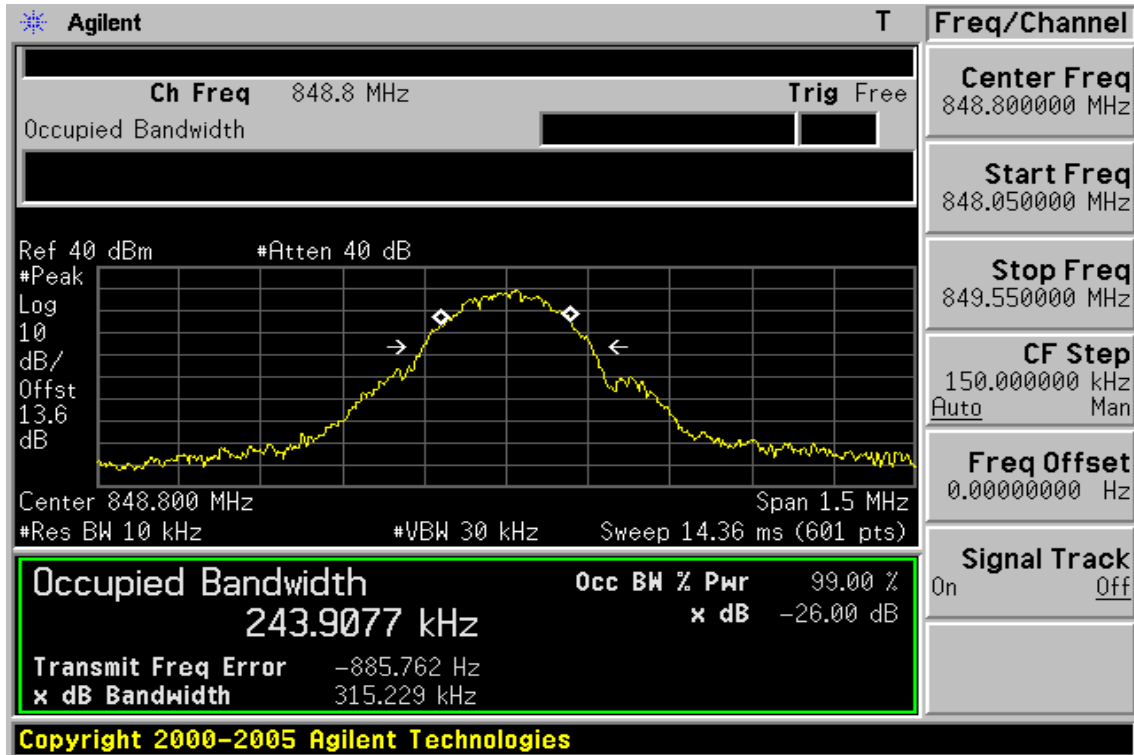 Agilent T
Ch Freq 848.8 MHz Trig Free
Occupied Bandwidth
Ref 40 dBm #Atten 40 dB
#Peak
Log
10
dB/
Offst
13.6
dB
Center 848.800 MHz Span 1.5 MHz
#Res BW 10 kHz #VBW 30 kHz Sweep 14.36 ms (601 pts)
Occupied Bandwidth
243.9077 kHz
Occ BW % Pwr 99.00 %
x dB -26.00 dB
Transmit Freq Error -885.762 Hz
x dB Bandwidth 315.229 kHz
Copyright 2000-2005 Agilent Technologies
Freq/Channel
Center Freq
848.800000 MHz
Start Freq
848.050000 MHz
Stop Freq
849.550000 MHz
CF Step
150.000000 kHz
Auto Man
Freq Offset
0.00000000 Hz
Signal Track
On Off